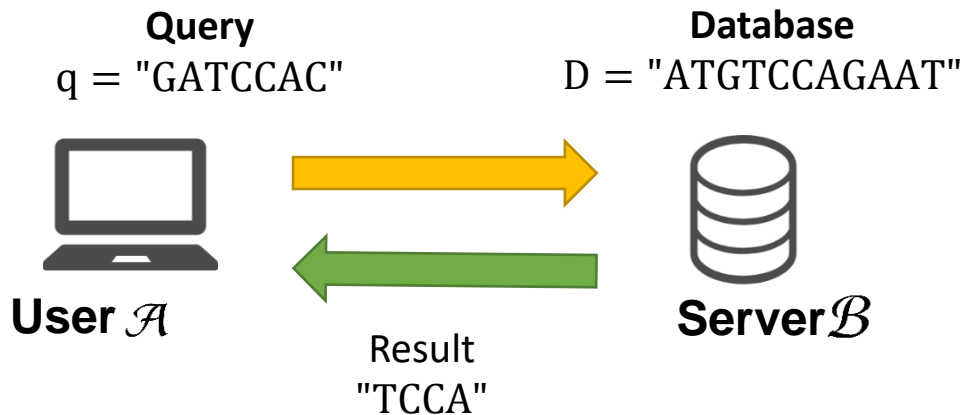 Query
q = "GATCCAC"
Database
D = "ATGTCCAGAAT"
User 𝒜
Server ℬ
Result
"TCCA"